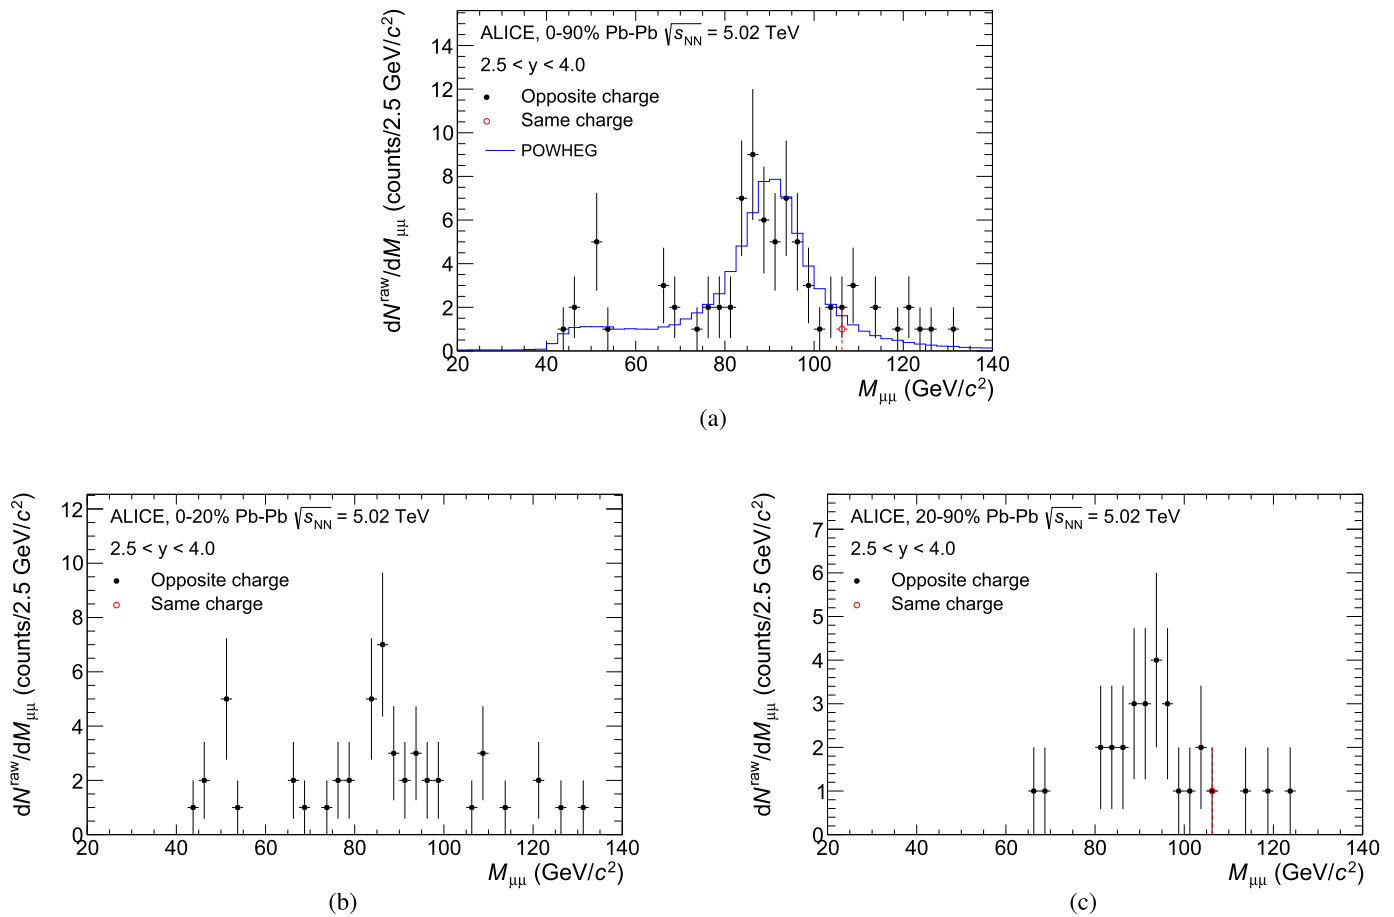 ALICE, 0-90% Pb-Pb √sNN = 5.02 TeV
2.5 < y < 4.0
Opposite charge
Same charge
POWHEG
dNraw/dMμμ (counts/2.5 GeV/c2)
14
12
10
8
6
4
2
0
20 40 60 80 100 120 140
Mμμ (GeV/c2)
(a)
ALICE, 0-20% Pb-Pb √sNN = 5.02 TeV
2.5 < y < 4.0
Opposite charge
Same charge
dNraw/dMμμ (counts/2.5 GeV/c2)
12
10
8
6
4
2
0
20 40 60 80 100 120 140
Mμμ (GeV/c2)
(b)
ALICE, 20-90% Pb-Pb √sNN = 5.02 TeV
2.5 < y < 4.0
Opposite charge
Same charge
dNraw/dMμμ (counts/2.5 GeV/c2)
7
6
5
4
3
2
1
0
20 40 60 80 100 120 140
Mμμ (GeV/c2)
(c)